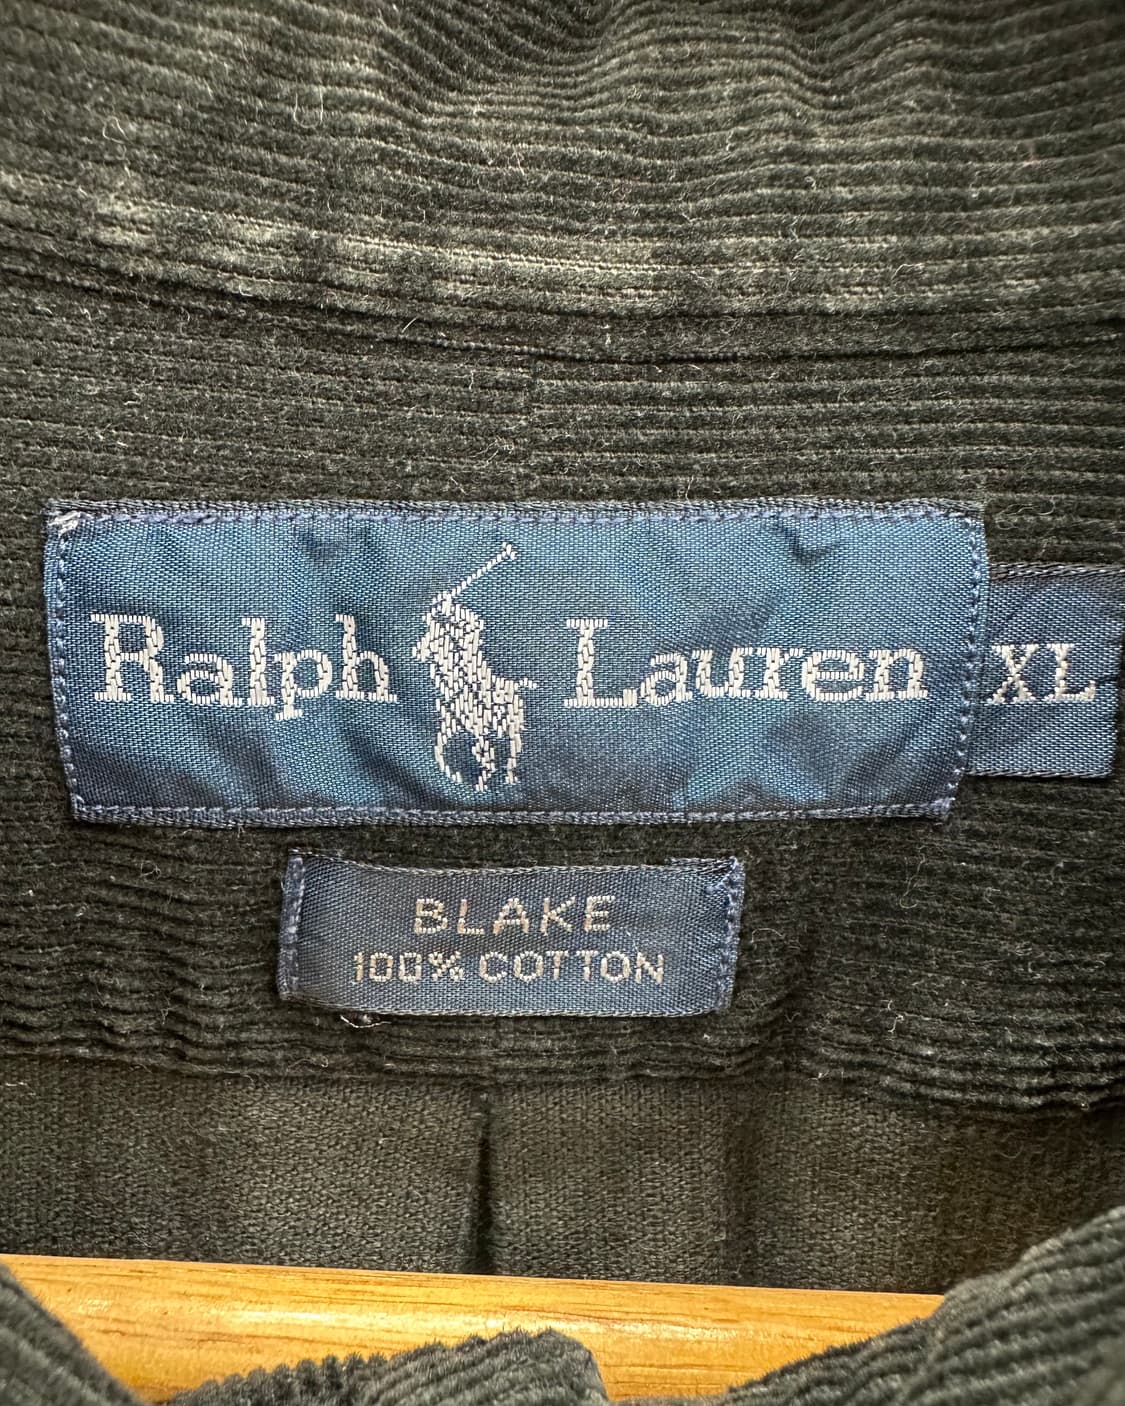 Ralph Lauren XL
BLAKE
100% COTTON